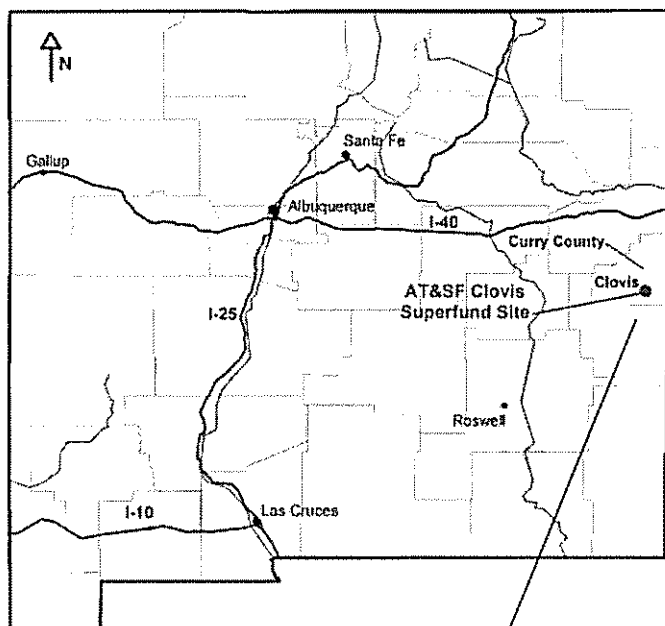 N
Santa Fe
Gallup
Albuquerque
I-40
Curry County
Clovis
AT&SF Clovis
Superfund Site
I-25
Roswell
Las Cruces
I-10